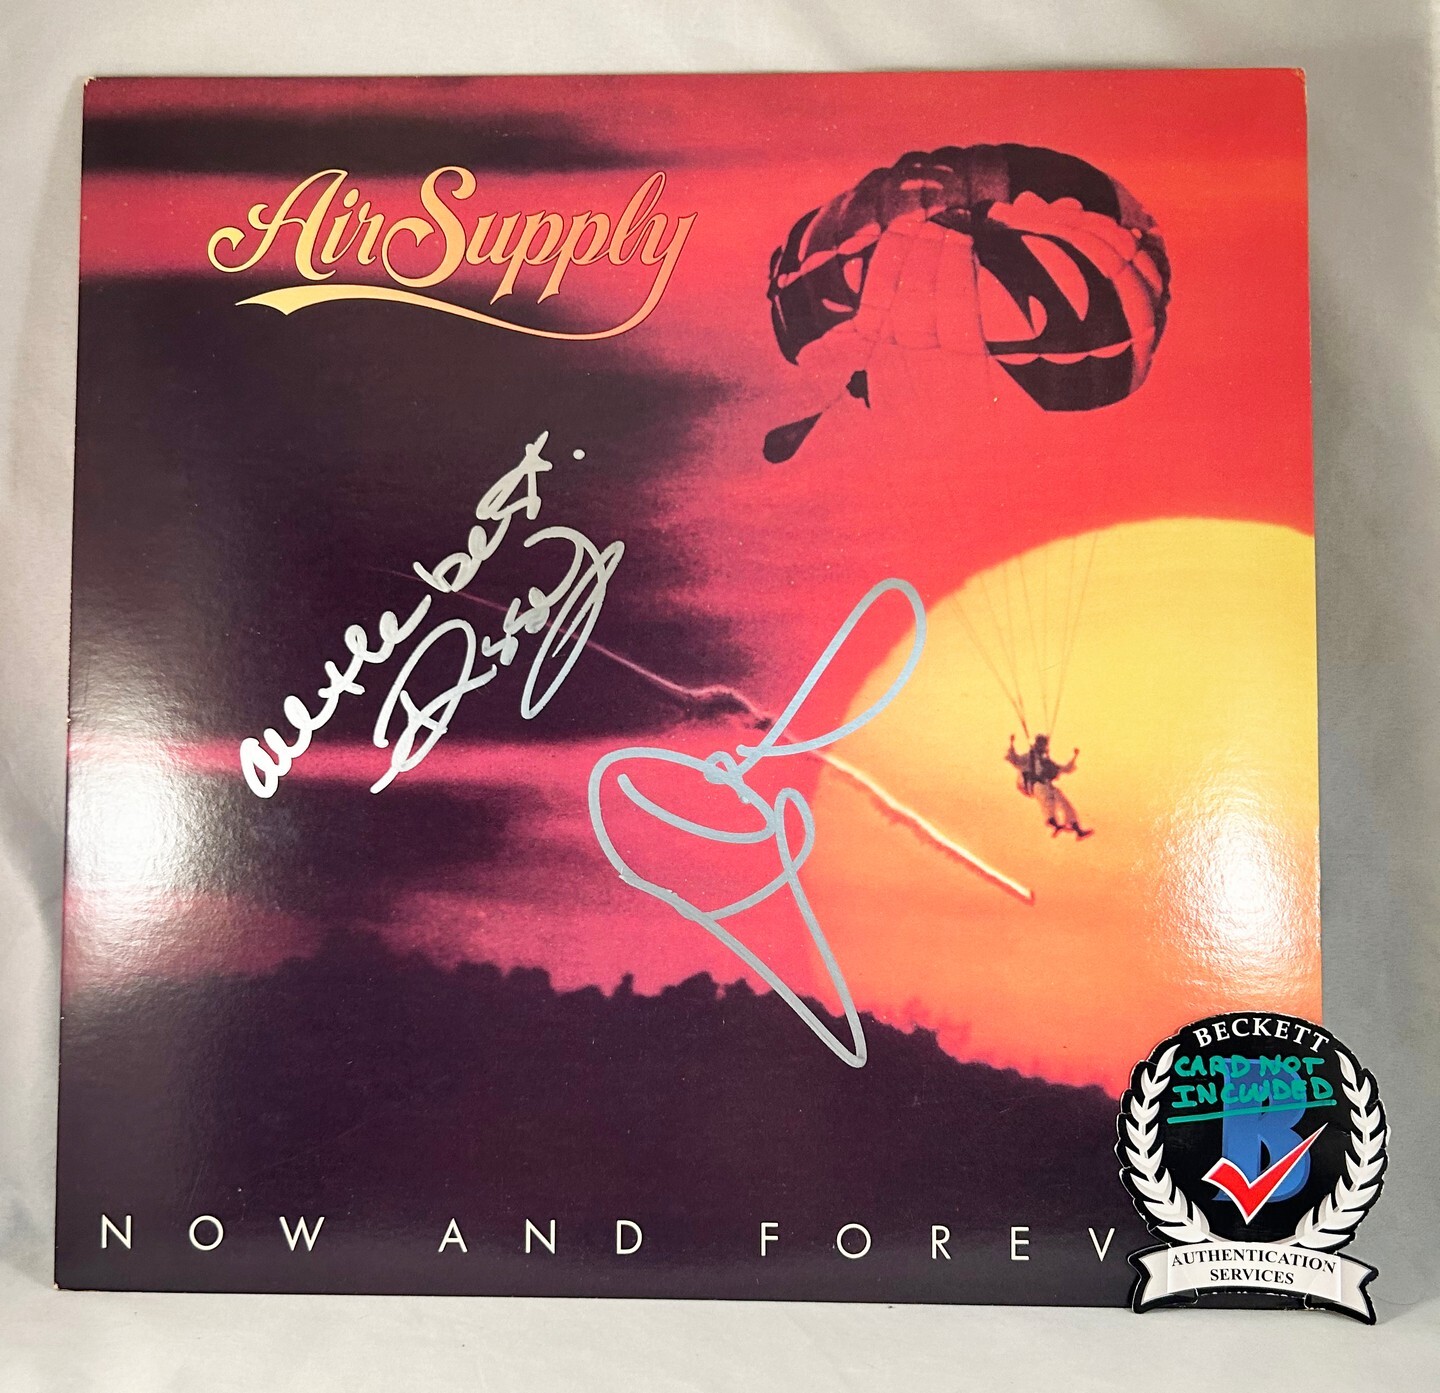 Air Supply
all the best.
NOW AND FOREV
BECKETT
CARD NOT
INCLUDED
B
AUTHENTICATION
SERVICES